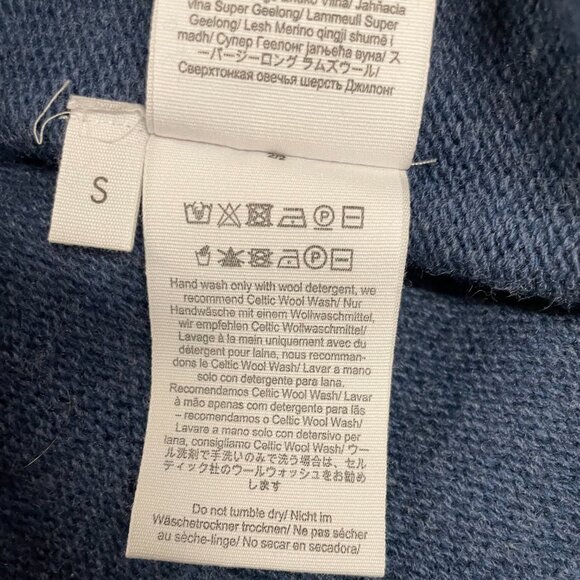 vilna Super Geelong/ Lammeuli Super
Geelong/ Lesh Merino qingji shumë i
madh/ Супер Геелонг јагњећа вуна/ ス
ーパージーロング ラムズウール/
Сверхтонкая овечья шерсть Джилонг
2/2
S
P
P
Hand wash only with wool detergent, we
recommend Celtic Wool Wash/ Nur
Handwäsche mit einem Wollwaschmittel,
wir empfehlen Celtic Wollwaschmittel/
Lavage à la main uniquement avec du
détergent pour laine, nous recomman-
dons le Celtic Wool Wash/ Lavar a mano
solo con detergente para lana.
Recomendamos Celtic Wool Wash/ Lavar
à mão apenas com detergente para lãs
– recomendamos o Celtic Wool Wash/
Lavare a mano solo con detersivo per
lana, consigliamo Celtic Wool Wash/ ウー
ル洗剤で手洗いのみで洗う場合は、セル
ティック社のウールウォッシュをお勧め
します
Do not tumble dry/ Nicht im
Wäschetrockner trocknen/ Ne pas sécher
au sèche-linge/ No secar en secadora/